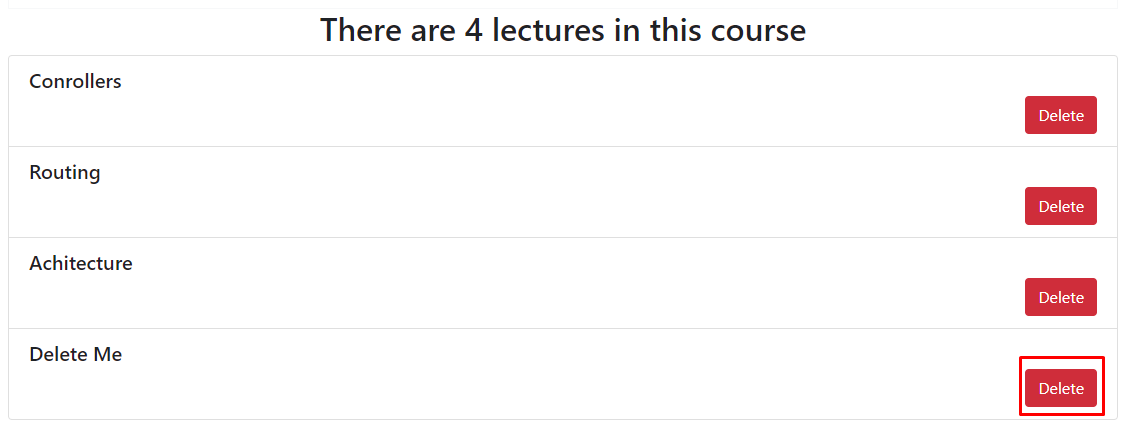 There are 4 lectures in this course
Conrollers
Delete
Routing
Delete
Achitecture
Delete
Delete Me
Delete